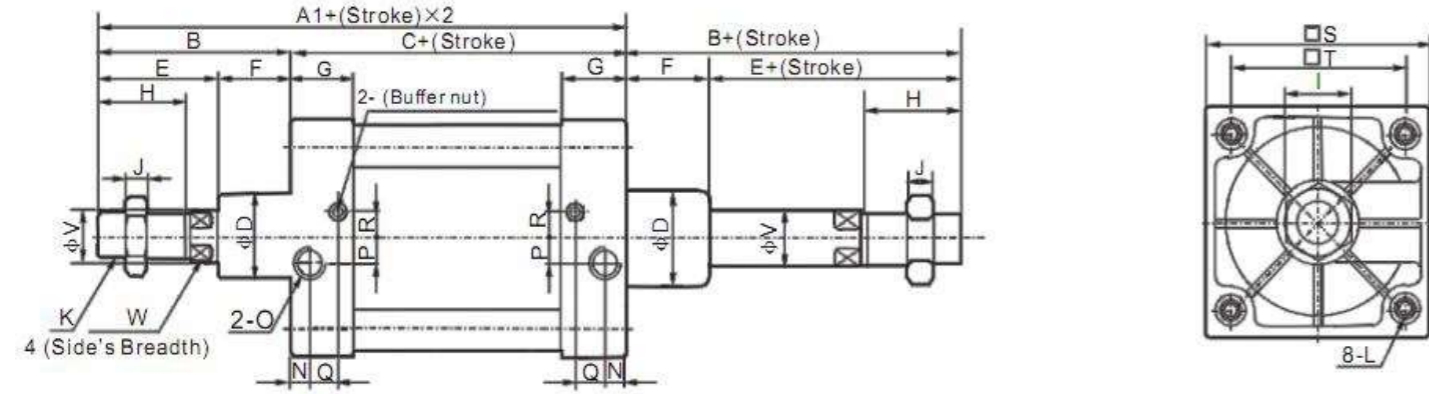 A1+(Stroke)×2
B
C+(Stroke)
B+(Stroke)
E
F
G
G
F
E+(Stroke)
H
2- (Buffer nut)
H
J
J
ϕV
ϕD
P
R
P
R
ϕD
ϕV
K
W
2-O
4 (Side's Breadth)
N
Q
Q
N
□S
□T
I
8-L